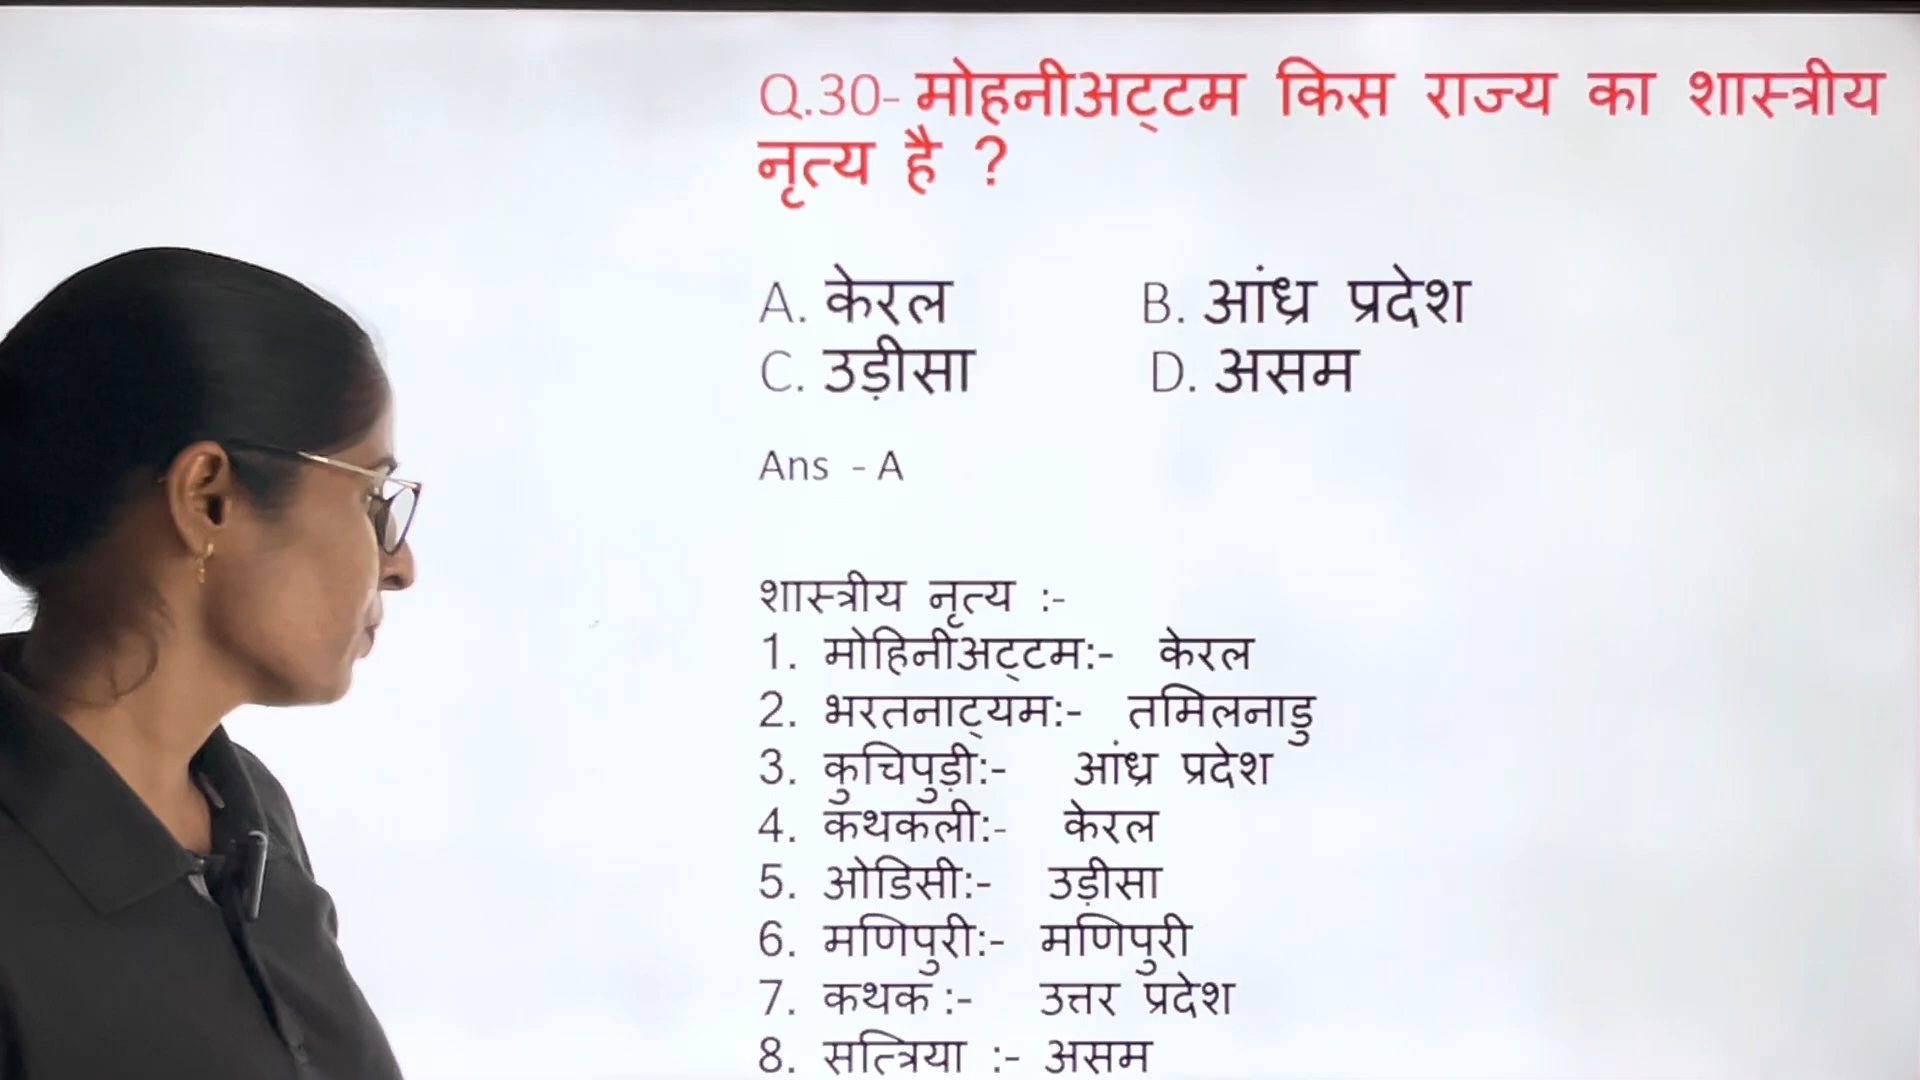 Q.30- मोहनीअट्टम किस राज्य का शास्त्रीय
नृत्य है ?
A. केरल B. आंध्र प्रदेश
C. उड़ीसा D. असम
Ans - A
शास्त्रीय नृत्य :-
1. मोहिनीअट्टम:- केरल
2. भरतनाट्यम:- तमिलनाडु
3. कुचिपुड़ी:- आंध्र प्रदेश
4. कथकली:- केरल
5. ओडिसी:- उड़ीसा
6. मणिपुरी:- मणिपुरी
7. कथक :- उत्तर प्रदेश
8. सत्त्रिया :- असम